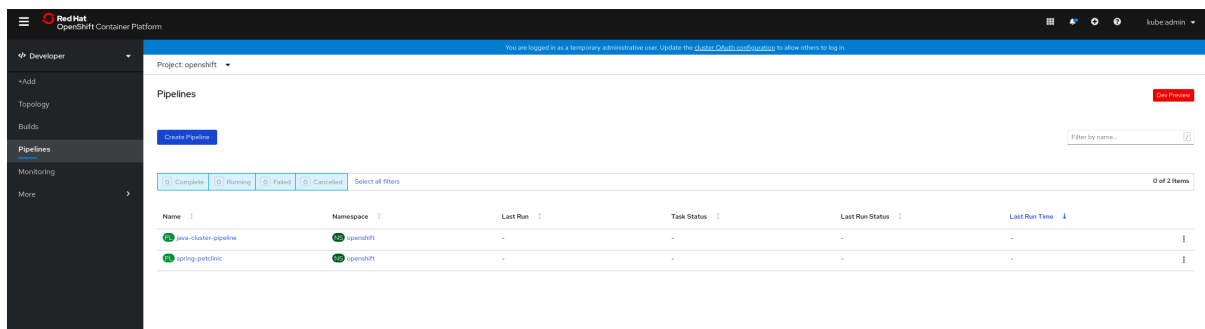 Red Hat
OpenShift Container Platform
kube:admin
You are logged in as a temporary administrative user. Update the cluster OAuth configuration to allow others to log in.
</> Developer
Project: openshift
+Add
Topology
Builds
Pipelines
Monitoring
More
Pipelines
Dev Preview
Create Pipeline
Filter by name...
/
0 Complete 0 Running 0 Failed 0 Cancelled Select all filters 0 of 2 Items
Name Namespace Last Run Task Status Last Run Status Last Run Time
PL java-cluster-pipeline NS openshift - - - -
PL spring-petclinic NS openshift - - - -